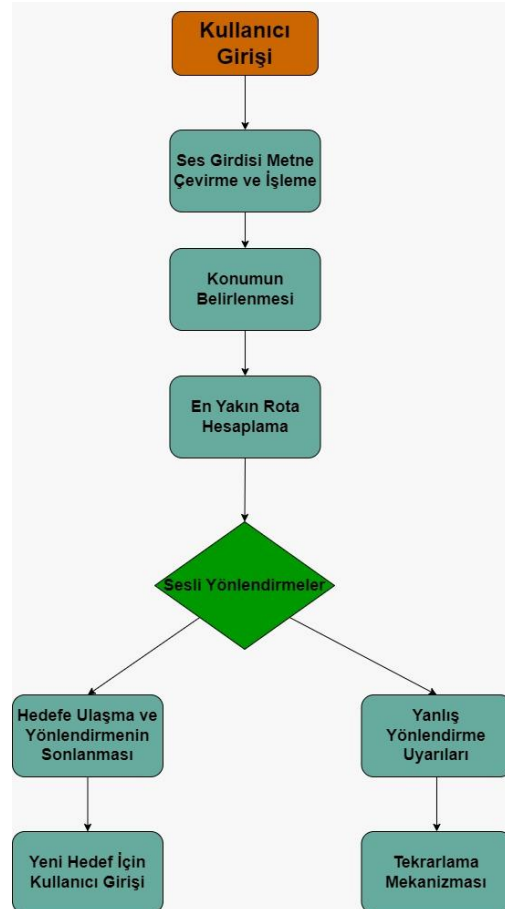 Kullanıcı
Girişi
Ses Girdisi Metne
Çevirme ve İşleme
Konumun
Belirlenmesi
En Yakın Rota
Hesaplama
Sesli Yönlendirmeler
Hedefe Ulaşma ve
Yönlendirmenin
Sonlanması
Yanlış
Yönlendirme
Uyarıları
Yeni Hedef İçin
Kullanıcı Girişi
Tekrarlama
Mekanizması